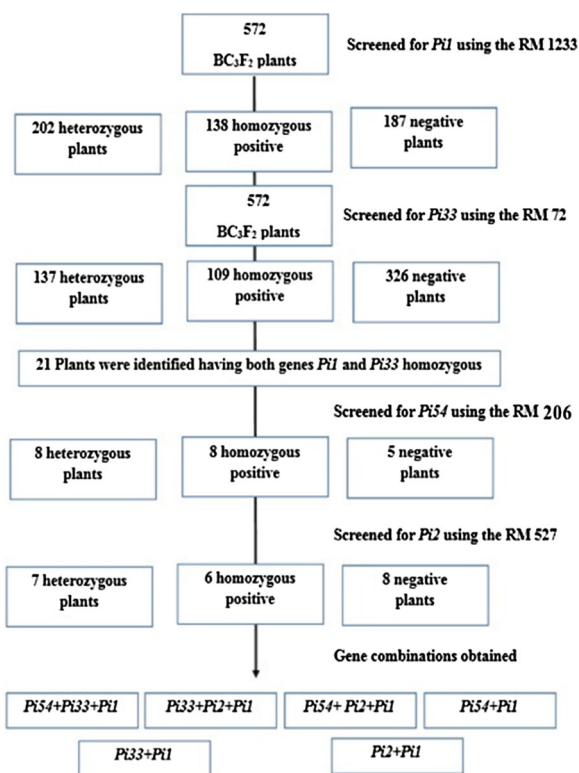 572
BC₃F₂ plants
Screened for Pi1 using the RM 1233
202 heterozygous
plants
138 homozygous
positive
187 negative
plants
572
BC₃F₂ plants
Screened for Pi33 using the RM 72
137 heterozygous
plants
109 homozygous
positive
326 negative
plants
21 Plants were identified having both genes Pi1 and Pi33 homozygous
Screened for Pi54 using the RM 206
8 heterozygous
plants
8 homozygous
positive
5 negative
plants
Screened for Pi2 using the RM 527
7 heterozygous
plants
6 homozygous
positive
8 negative
plants
Gene combinations obtained
Pi54+Pi33+Pi1
Pi33+Pi2+Pi1
Pi54+ Pi2+Pi1
Pi54+Pi1
Pi33+Pi1
Pi2+Pi1